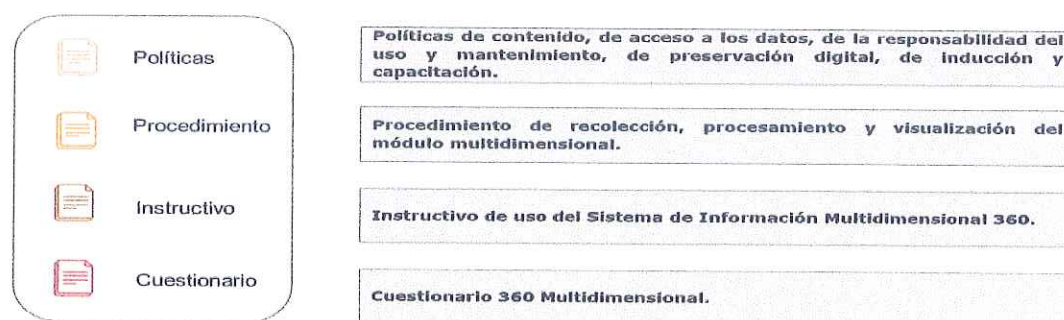 Políticas
Políticas de contenido, de acceso a los datos, de la responsabilidad del
uso y mantenimiento, de preservación digital, de inducción y
capacitación.
Procedimiento
Procedimiento de recolección, procesamiento y visualización del
módulo multidimensional.
Instructivo
Instructivo de uso del Sistema de Información Multidimensional 360.
Cuestionario
Cuestionario 360 Multidimensional.